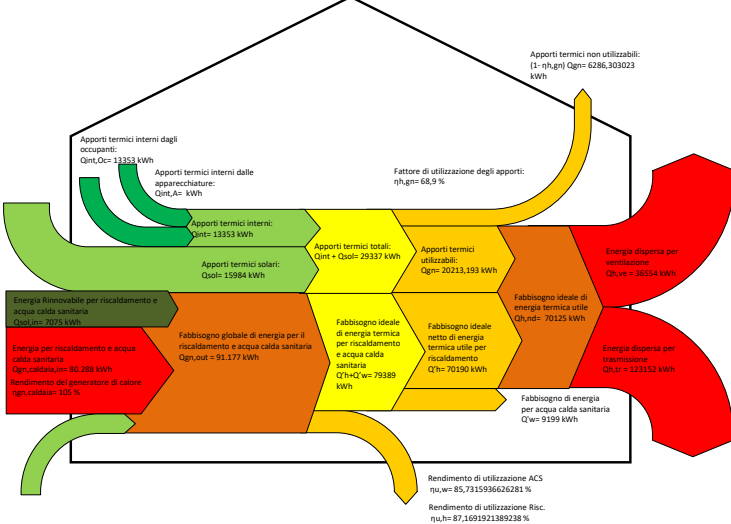 Apporti termici non utilizzabili:
(1- ηh,gn) Qgn= 6286,303023
kWh
Apporti termici interni dagli
occupanti:
Qint,Oc= 13353 kWh
Apporti termici interni dalle
apparecchiature:
Qint,A=  kWh
Fattore di utilizzazione degli apporti:
ηh,gn= 68,9 %
Apporti termici interni:
Qint= 13353 kWh
Apporti termici totali:
Qint + Qsol= 29337 kWh
Apporti termici
utilizzabili:
Qgn= 20213,193 kWh
Energia dispersa per
ventilazione
Qh,ve = 36554 kWh
Apporti termici solari:
Qsol= 15984 kWh
Energia Rinnovabile per riscaldamento e
acqua calda sanitaria
Qsol,in= 7075 kWh
Fabbisogno globale di energia per il
riscaldamento e acqua calda sanitaria
Qgn,out = 91.177 kWh
Fabbisogno ideale
di energia termica
per riscaldamento
e acqua calda
sanitaria
Q'h+Q'w= 79389
kWh
Fabbisogno ideale
netto di energia
termica utile per
riscaldamento
Q'h= 70190 kWh
Fabbisogno ideale di
energia termica utile
Qh,nd= 70125 kWh
Energia per riscaldamento e acqua
calda sanitaria
Qgn,caldaia,in= 80.288 kWh
Rendimento del generatore di calore
ηgn,caldaia= 105 %
Energia dispersa per
trasmissione
Qh,tr = 123152 kWh
Fabbisogno di energia
per acqua calda sanitaria
Q'w= 9199 kWh
Rendimento di utilizzazione ACS
ηu,w= 85,7315936626281 %
Rendimento di utilizzazione Risc.
ηu,h= 87,1691921389238 %